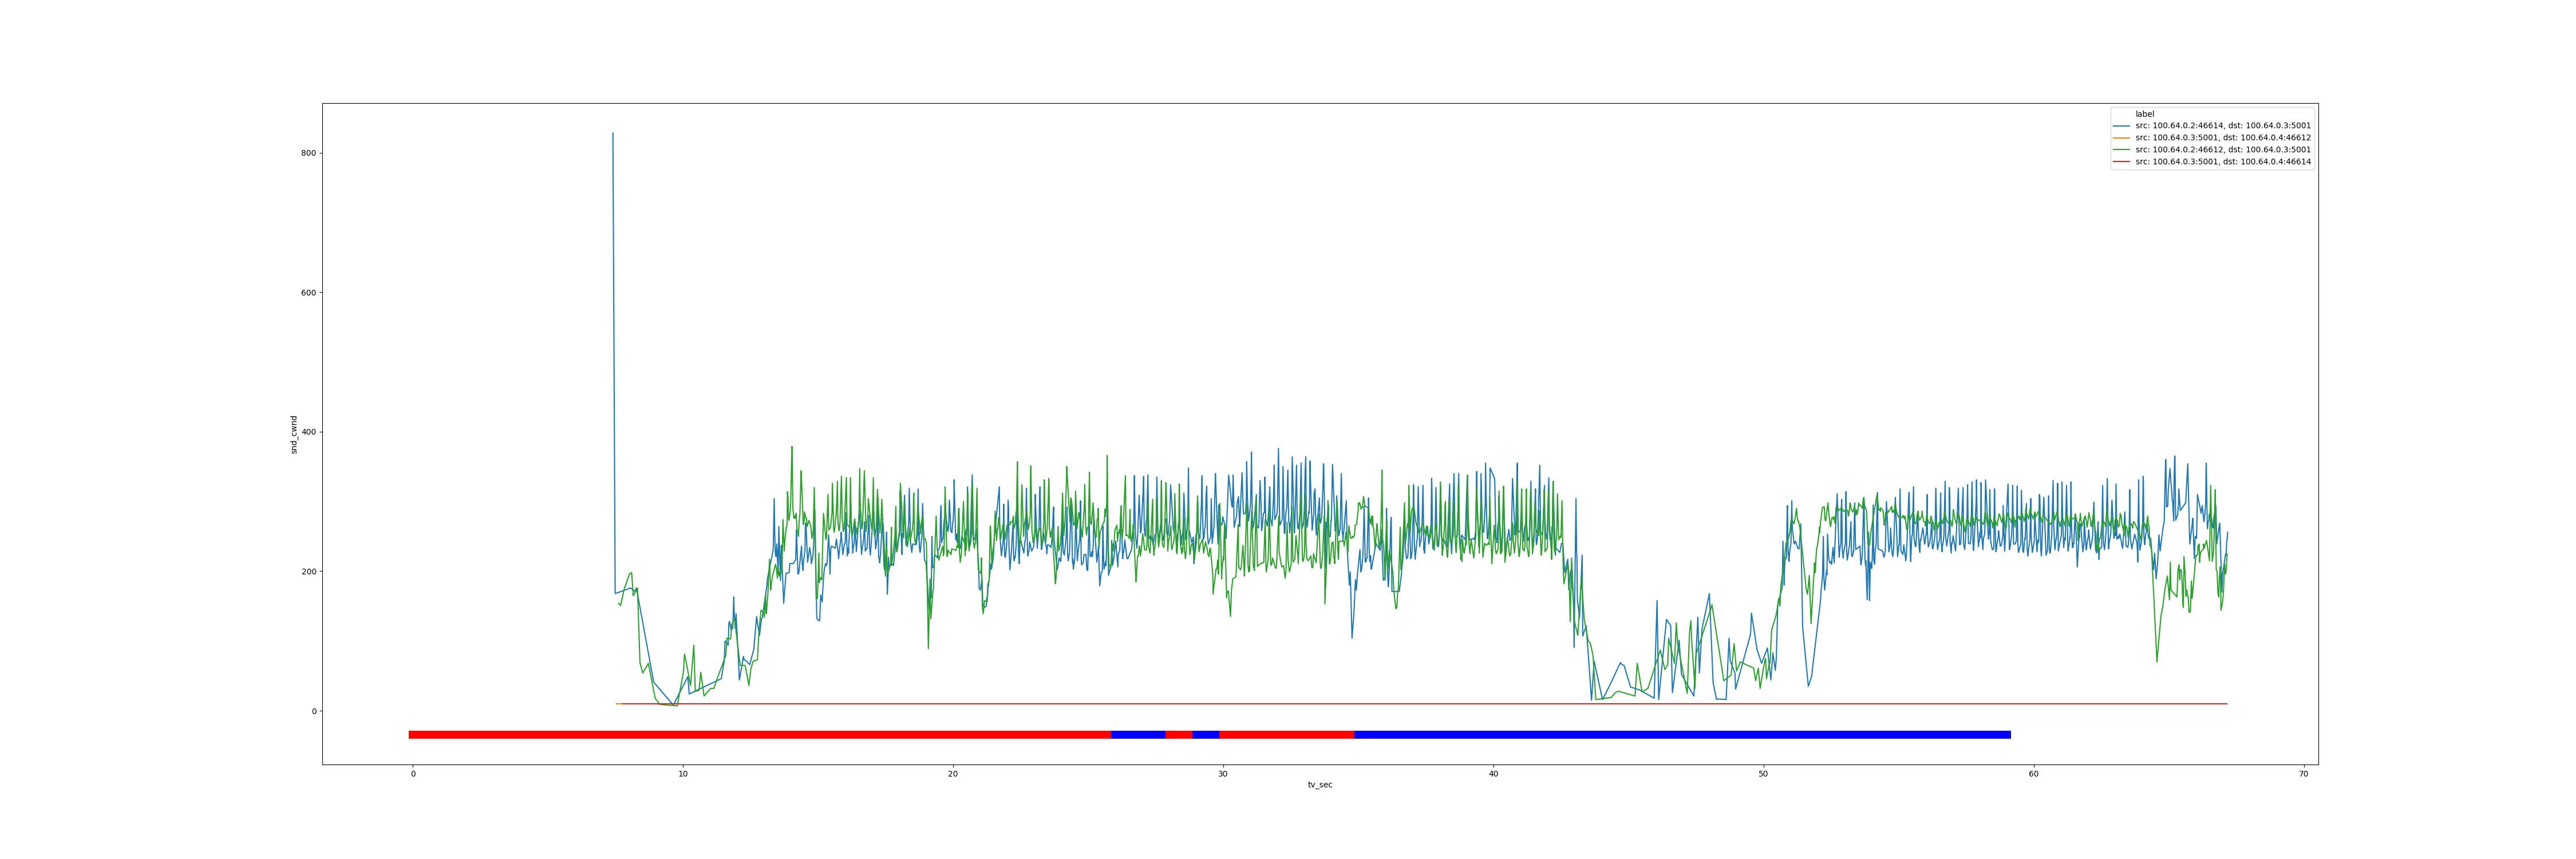 label
src: 100.64.0.2:46614, dst: 100.64.0.3:5001
src: 100.64.0.3:5001, dst: 100.64.0.4:46612
src: 100.64.0.2:46612, dst: 100.64.0.3:5001
src: 100.64.0.3:5001, dst: 100.64.0.4:46614
800
600
400
200
0
snd_cwnd
0 10 20 30 40 50 60 70
tv_sec